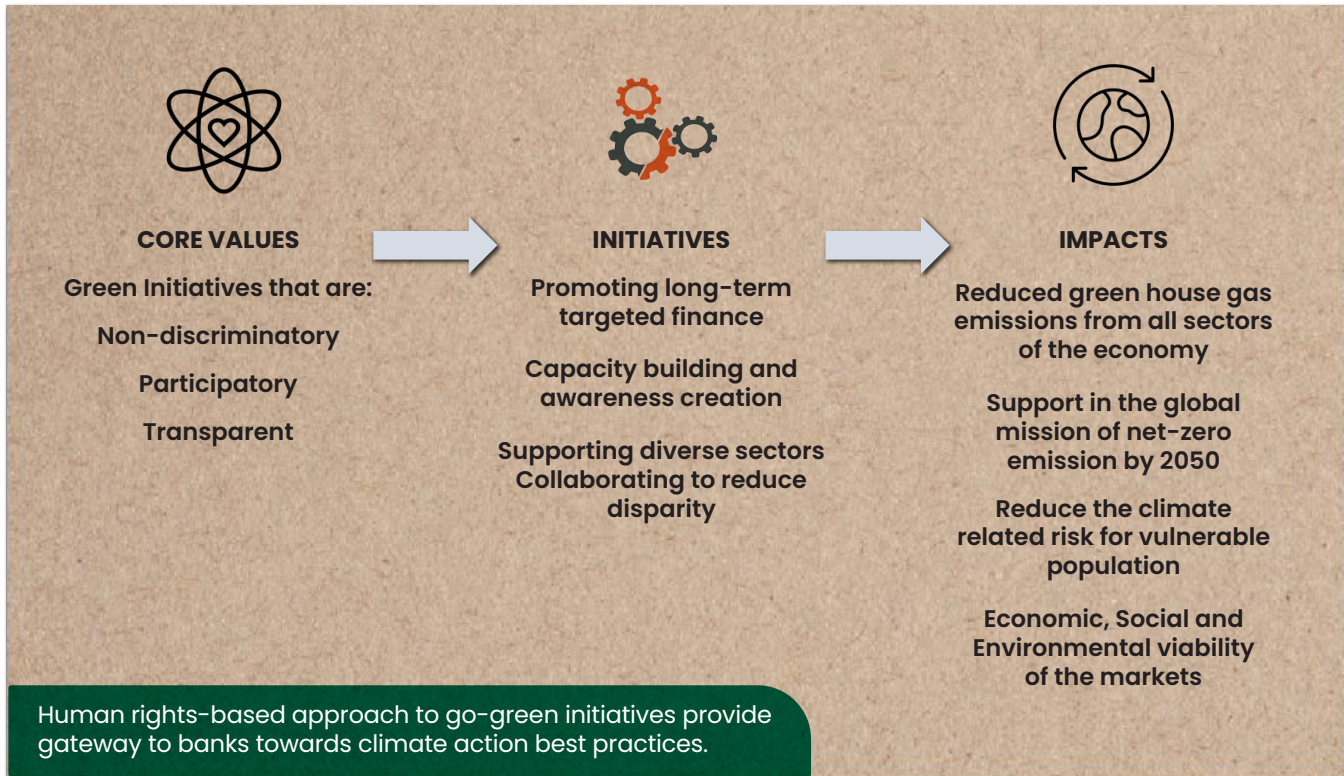 CORE VALUES
Green Initiatives that are:
Non-discriminatory
Participatory
Transparent
INITIATIVES
Promoting long-term
targeted finance
Capacity building and
awareness creation
Supporting diverse sectors
Collaborating to reduce
disparity
IMPACTS
Reduced green house gas
emissions from all sectors
of the economy
Support in the global
mission of net-zero
emission by 2050
Reduce the climate
related risk for vulnerable
population
Economic, Social and
Environmental viability
of the markets
Human rights-based approach to go-green initiatives provide
gateway to banks towards climate action best practices.